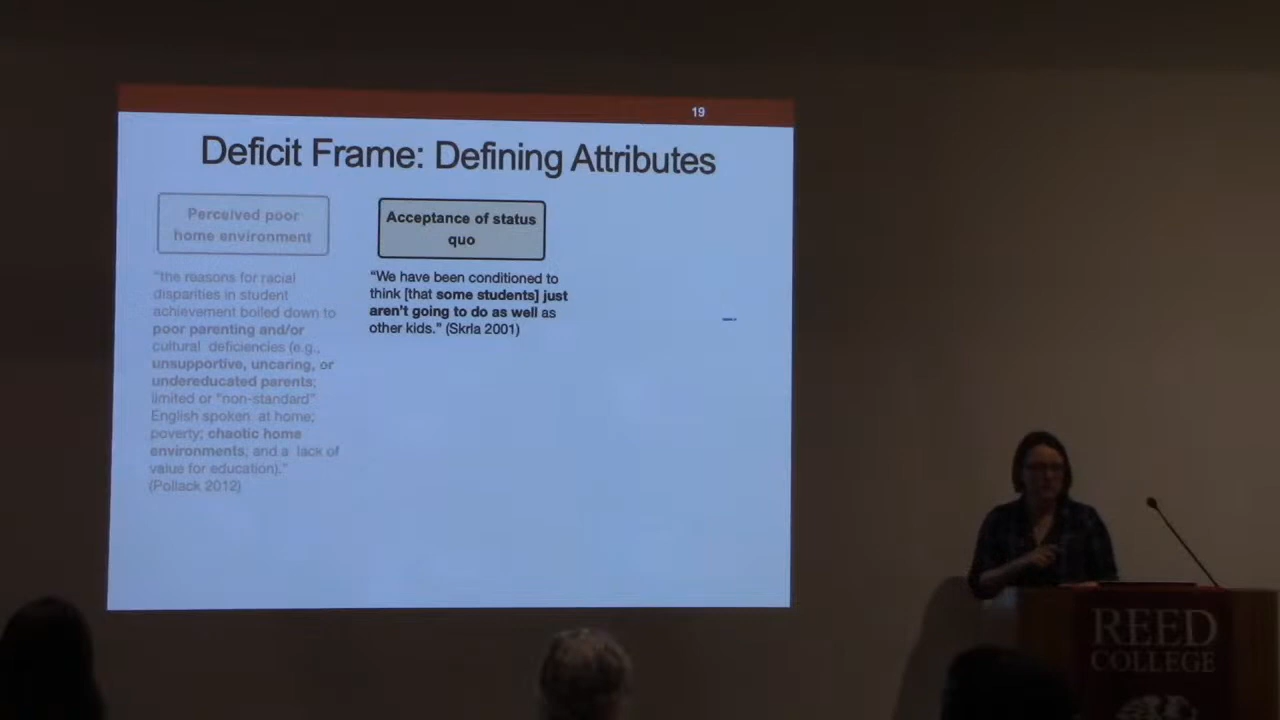 19
Deficit Frame: Defining Attributes
Perceived poor
home environment
"the reasons for racial
disparities in student
achievement boiled down to
poor parenting and/or
cultural deficiencies (e.g.,
unsupportive, uncaring, or
undereducated parents;
limited or "non-standard"
English spoken at home;
poverty; chaotic home
environments; and a lack of
value for education)."
(Pollack 2012)
Acceptance of status
quo
"We have been conditioned to
think [that some students] just
aren't going to do as well as
other kids." (Skrla 2001)
REED
COLLEGE